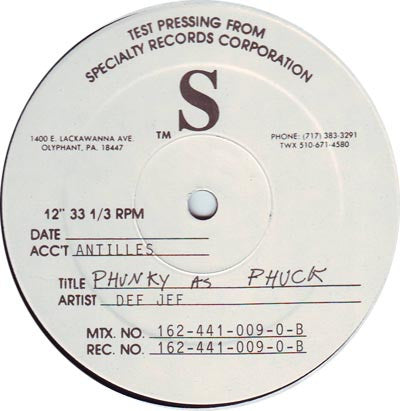 TEST PRESSING FROM
SPECIALTY RECORDS CORPORATION
S
TM
1400 E. LACKAWANNA AVE.
OLYPHANT, PA. 18447
PHONE: (717) 383-3291
TWX 510-671-4580
12" 33 1/3 RPM
DATE
ACC'T ANTILLES
TITLE PHUNKY AS PHUCK
ARTIST DEF JEF
MTX. NO. 162-441-009-0-B
REC. NO. 162-441-009-0-B